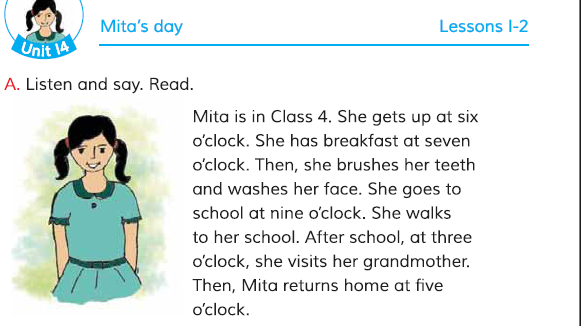 Unit 14
Mita's day
Lessons 1-2
A. Listen and say. Read.
Mita is in Class 4. She gets up at six
o'clock. She has breakfast at seven
o'clock. Then, she brushes her teeth
and washes her face. She goes to
school at nine o'clock. She walks
to her school. After school, at three
o'clock, she visits her grandmother.
Then, Mita returns home at five
o'clock.